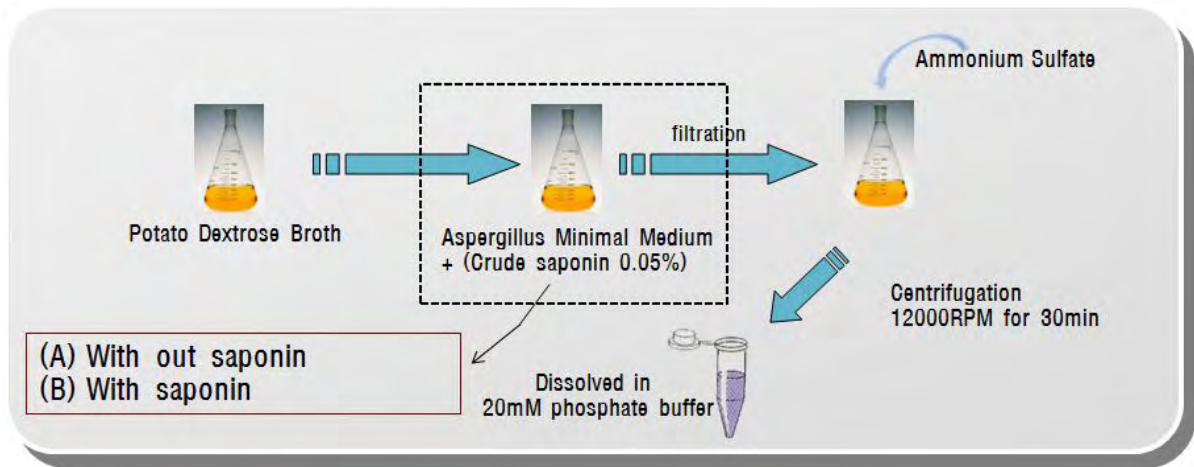 Ammonium Sulfate
filtration
Potato Dextrose Broth
Aspergillus Minimal Medium
+ (Crude saponin 0.05%)
Centrifugation
12000RPM for 30min
(A) With out saponin
(B) With saponin
Dissolved in
20mM phosphate buffer